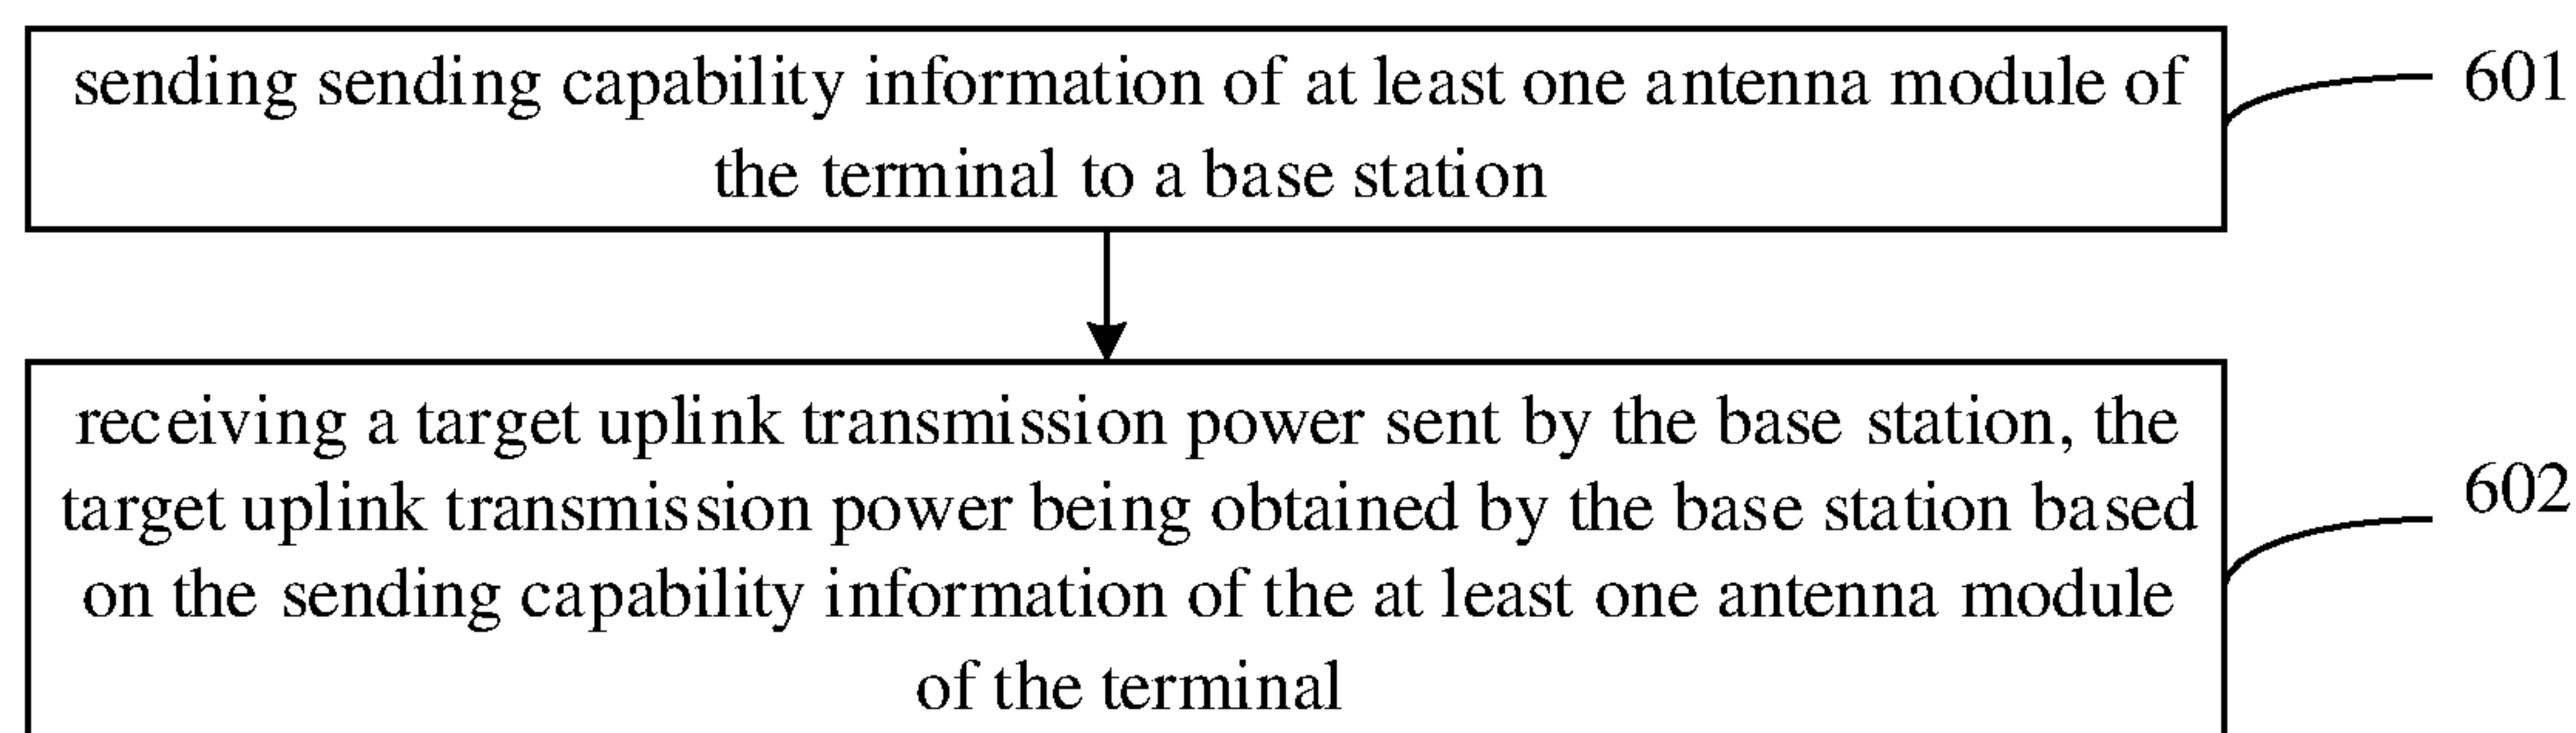 sending sending capability information of at least one antenna module of
the terminal to a base station
601
receiving a target uplink transmission power sent by the base station, the
target uplink transmission power being obtained by the base station based
on the sending capability information of the at least one antenna module
of the terminal
602